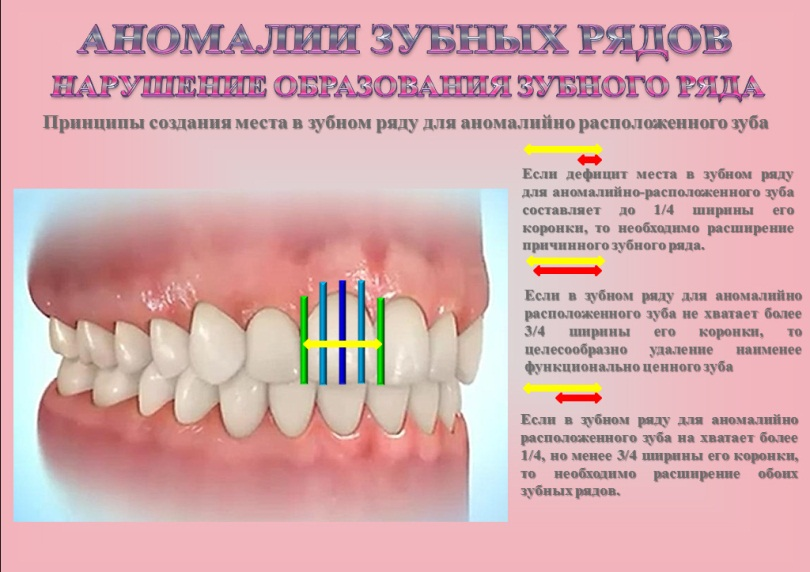 АНОМАЛИИ ЗУБНЫХ РЯДОВ
НАРУШЕНИЕ ОБРАЗОВАНИЯ ЗУБНОГО РЯДА
Принципы создания места в зубном ряду для аномалийно расположенного зуба
Если дефицит места в зубном ряду
для аномалийно-расположенного зуба
составляет до 1/4 ширины его
коронки, то необходимо расширение
причинного зубного ряда.
Если в зубном ряду для аномалийно
расположенного зуба не хватает более
3/4 ширины его коронки, то
целесообразно удаление наименее
функционально ценного зуба
Если в зубном ряду для аномалийно
расположенного зуба на хватает более
1/4, но менее 3/4 ширины его коронки,
то необходимо расширение обоих
зубных рядов.